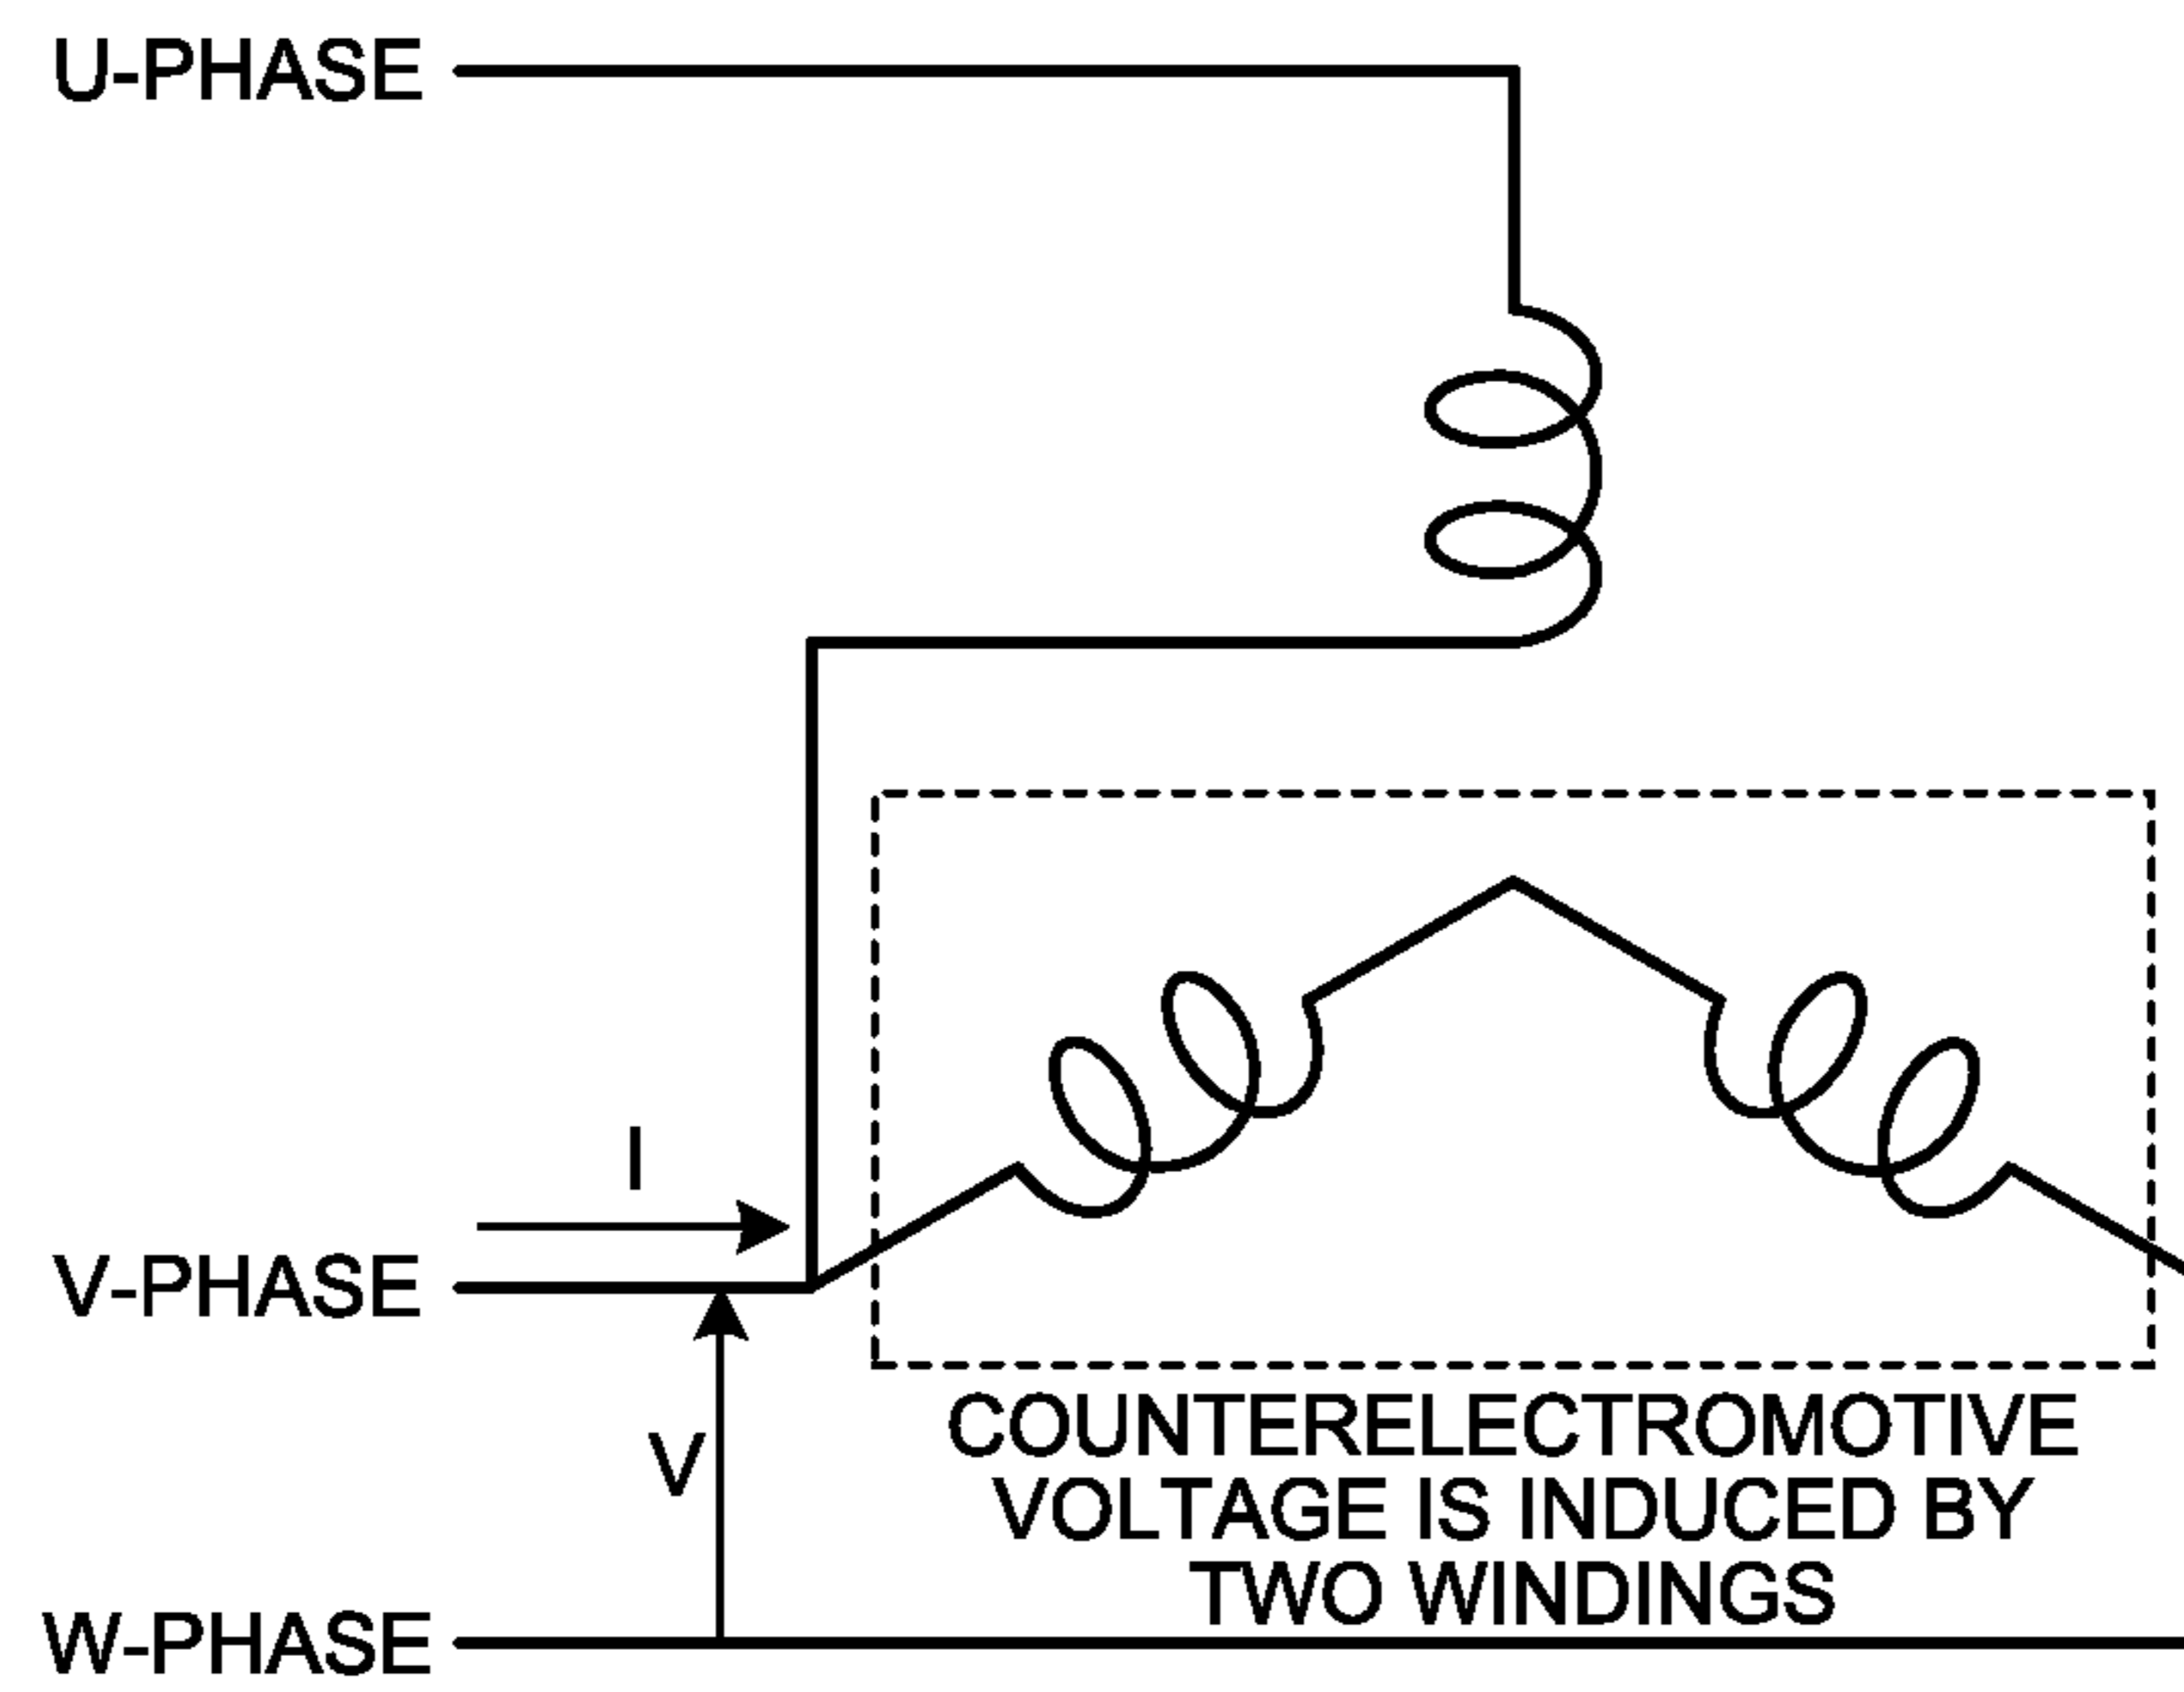 U-PHASE
I
V-PHASE
V
COUNTERELECTROMOTIVE
VOLTAGE IS INDUCED BY
TWO WINDINGS
W-PHASE